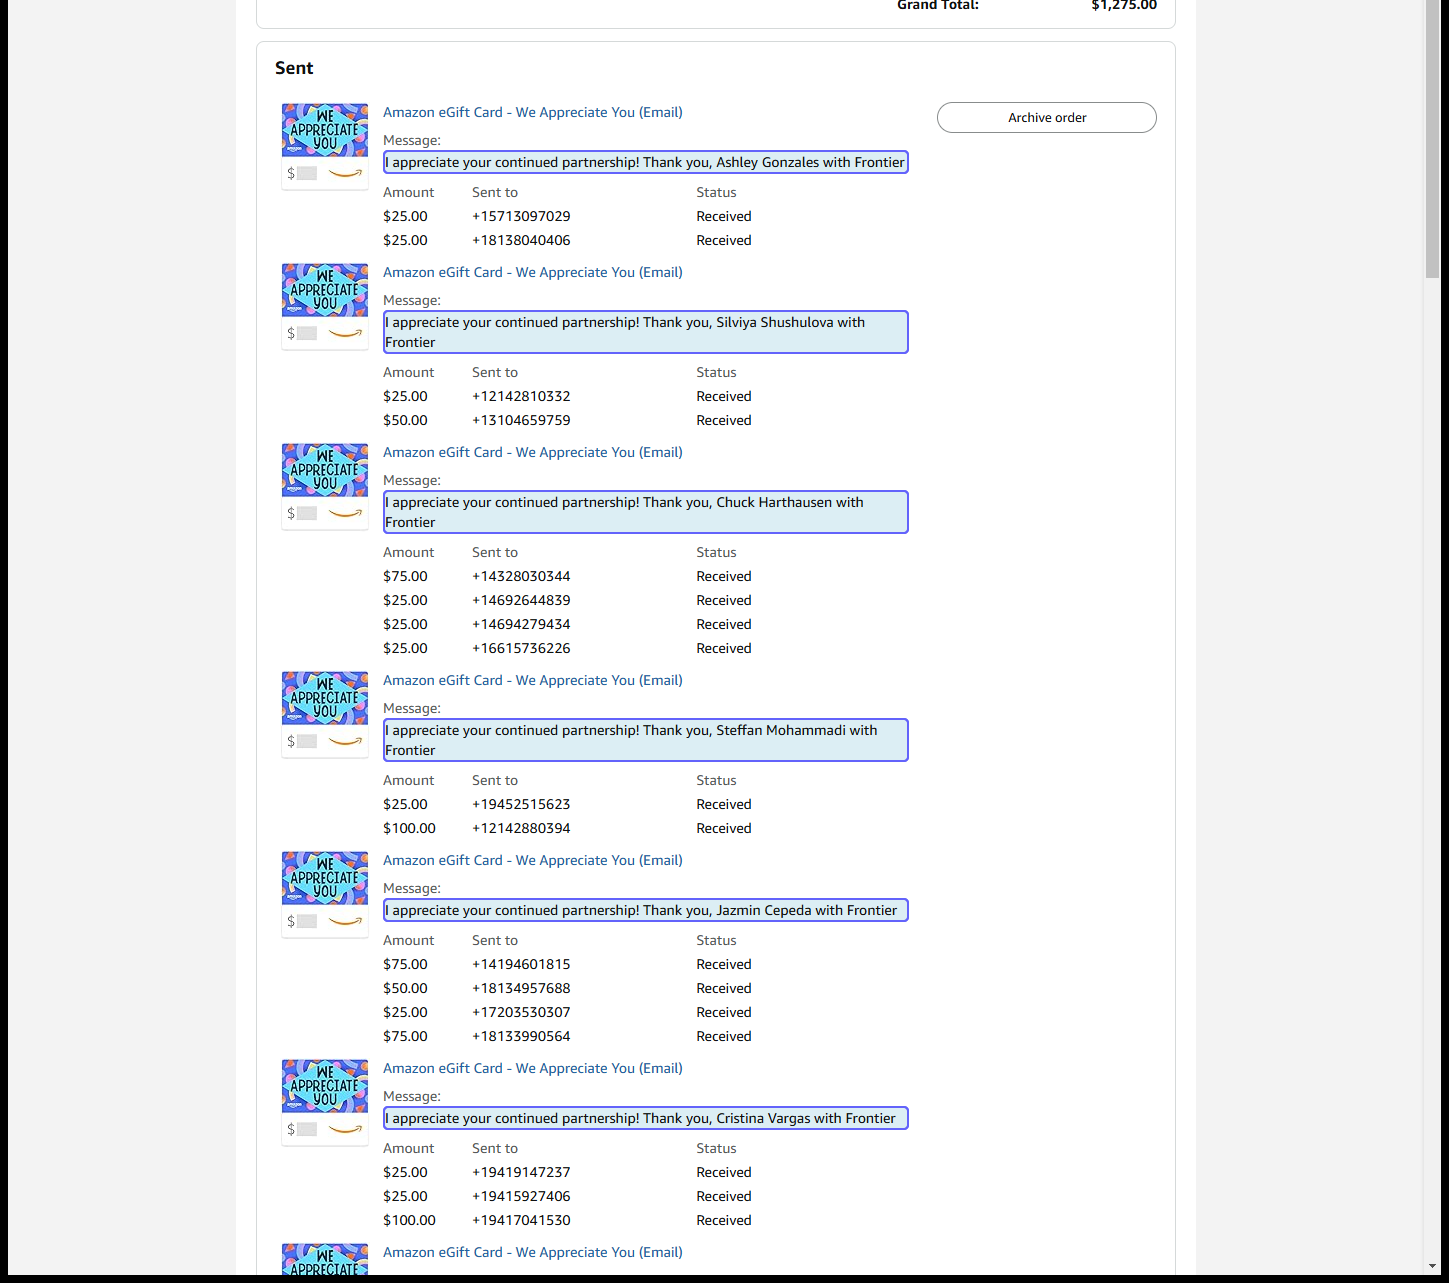 Grand Total: $1,275.00
Sent
Amazon eGift Card - We Appreciate You (Email)
Archive order
WE
APPRECIATE
YOU
$
Message:
I appreciate your continued partnership! Thank you, Ashley Gonzales with Frontier
Amount Sent to Status
$25.00 +15713097029 Received
$25.00 +18138040406 Received
Amazon eGift Card - We Appreciate You (Email)
WE
APPRECIATE
YOU
$
Message:
I appreciate your continued partnership! Thank you, Silviya Shushulova with
Frontier
Amount Sent to Status
$25.00 +12142810332 Received
$50.00 +13104659759 Received
Amazon eGift Card - We Appreciate You (Email)
WE
APPRECIATE
YOU
$
Message:
I appreciate your continued partnership! Thank you, Chuck Harthausen with
Frontier
Amount Sent to Status
$75.00 +14328030344 Received
$25.00 +14692644839 Received
$25.00 +14694279434 Received
$25.00 +16615736226 Received
Amazon eGift Card - We Appreciate You (Email)
WE
APPRECIATE
YOU
$
Message:
I appreciate your continued partnership! Thank you, Steffan Mohammadi with
Frontier
Amount Sent to Status
$25.00 +19452515623 Received
$100.00 +12142880394 Received
Amazon eGift Card - We Appreciate You (Email)
WE
APPRECIATE
YOU
$
Message:
I appreciate your continued partnership! Thank you, Jazmin Cepeda with Frontier
Amount Sent to Status
$75.00 +14194601815 Received
$50.00 +18134957688 Received
$25.00 +17203530307 Received
$75.00 +18133990564 Received
Amazon eGift Card - We Appreciate You (Email)
WE
APPRECIATE
YOU
$
Message:
I appreciate your continued partnership! Thank you, Cristina Vargas with Frontier
Amount Sent to Status
$25.00 +19419147237 Received
$25.00 +19415927406 Received
$100.00 +19417041530 Received
Amazon eGift Card - We Appreciate You (Email)
WE
APPRECIATE